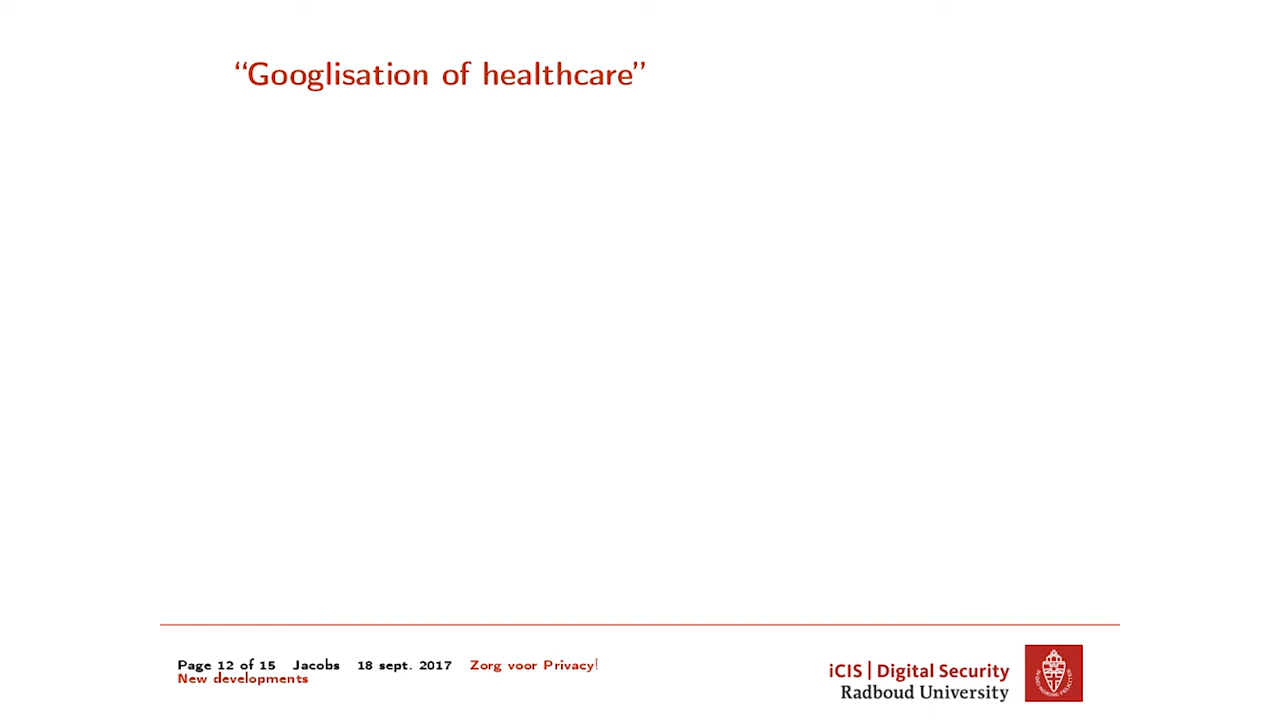 “Googlisation of healthcare”
Page 12 of 15 Jacobs 18 sept. 2017 Zorg voor Privacy!
New developments
iCIS | Digital Security
Radboud University